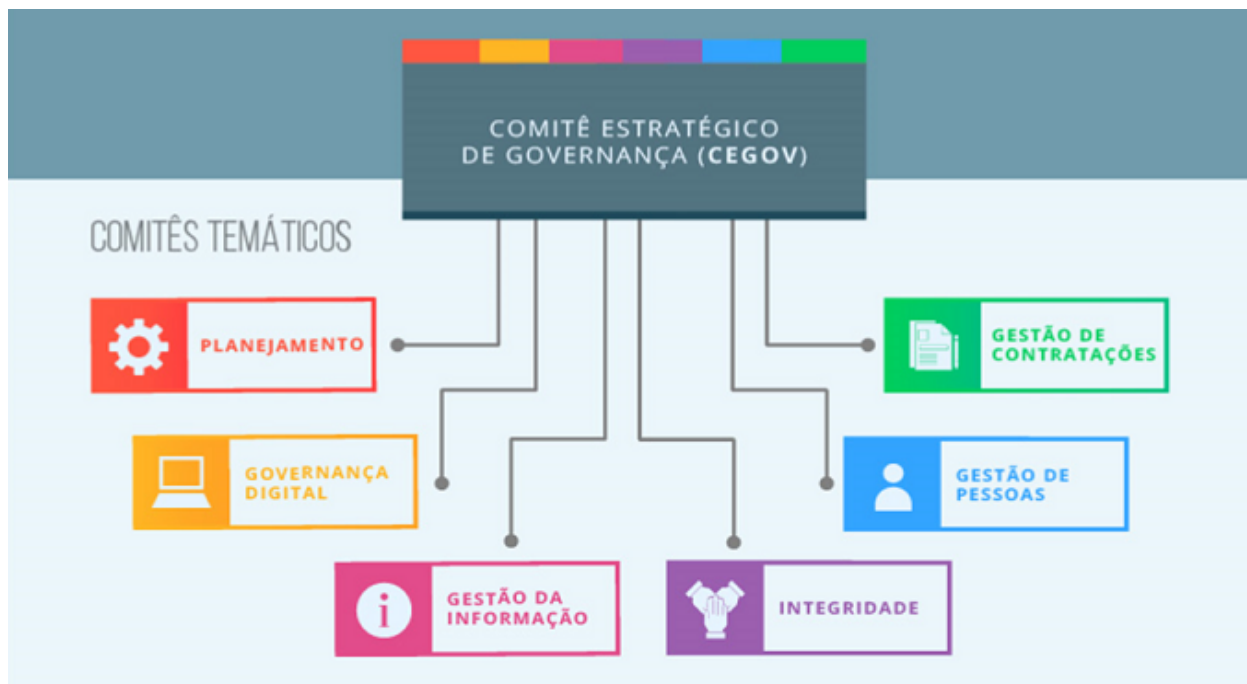 COMITÊ ESTRATÉGICO
DE GOVERNANÇA (CEGOV)
COMITÊS TEMÁTICOS
PLANEJAMENTO
GOVERNANÇA
DIGITAL
GESTÃO DA
INFORMAÇÃO
INTEGRIDADE
GESTÃO DE
PESSOAS
GESTÃO DE
CONTRATAÇÕES